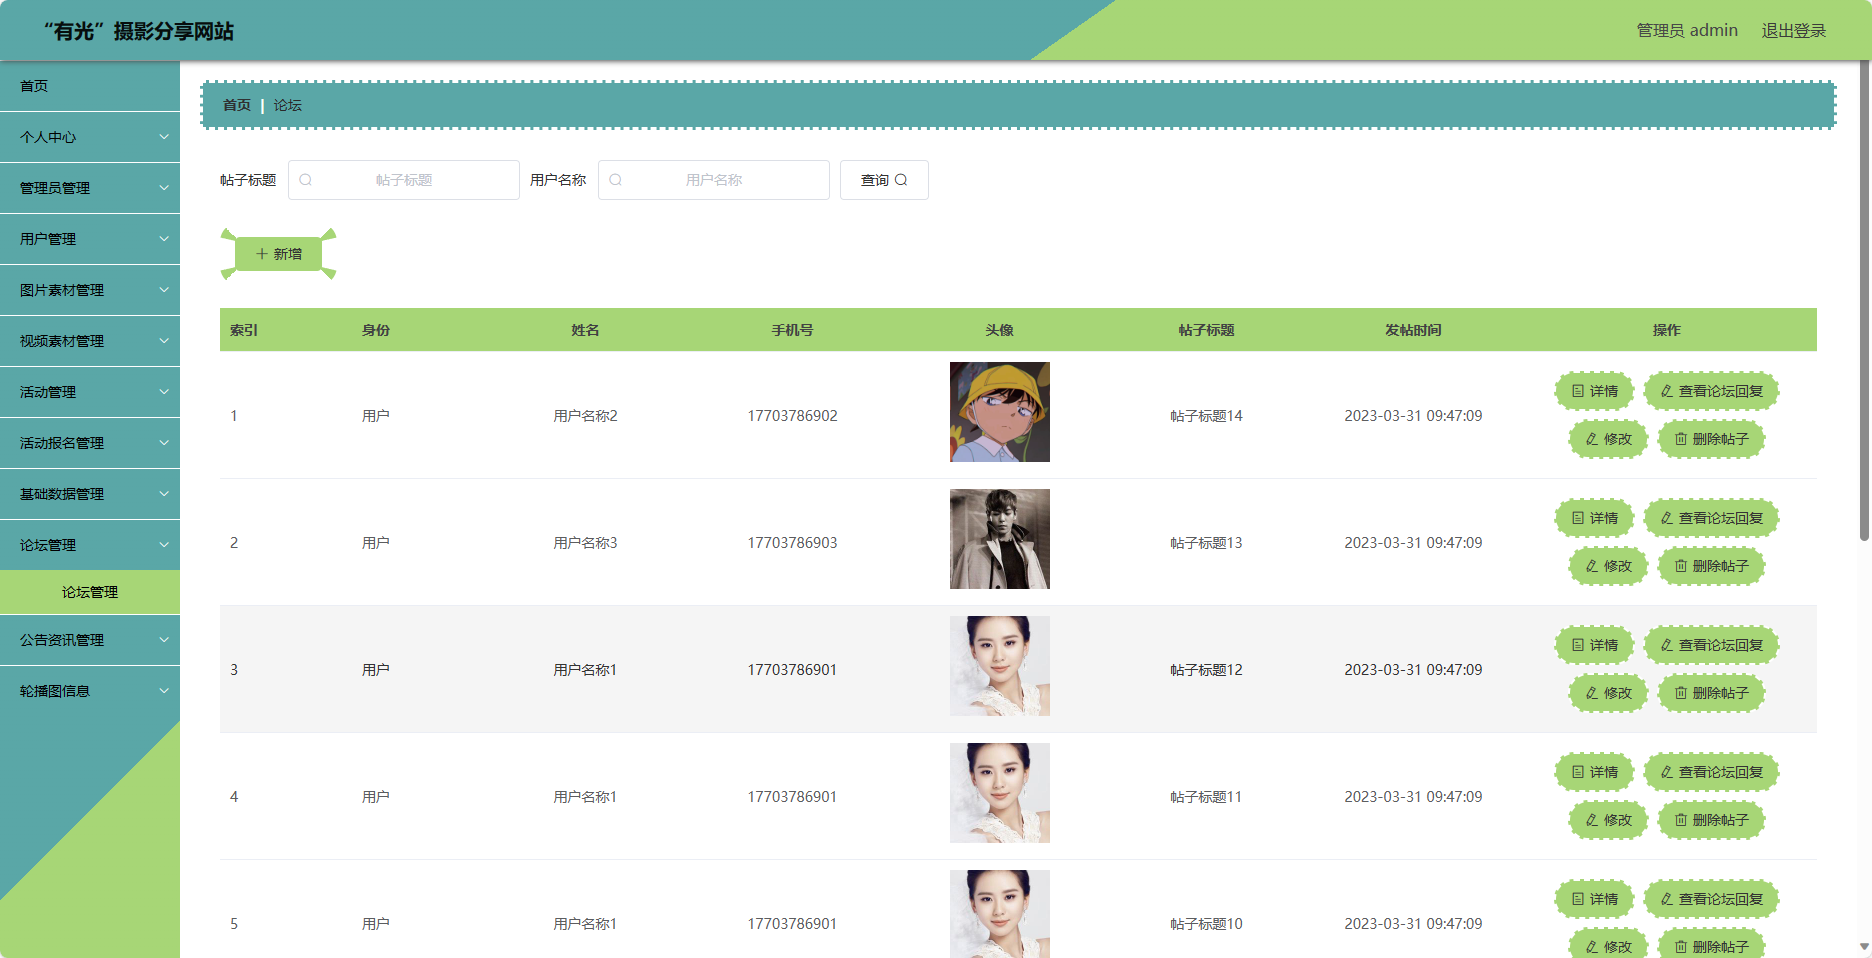 “有光”摄影分享网站 管理员 admin 退出登录
首页
个人中心
管理员管理
用户管理
图片素材管理
视频素材管理
活动管理
活动报名管理
基础数据管理
论坛管理
论坛管理
公告资讯管理
轮播图信息
首页 | 论坛
帖子标题 帖子标题 用户名称 用户名称 查询
新增
索引 身份 姓名 手机号 头像 帖子标题 发帖时间 操作
1 用户 用户名称2 17703786902 帖子标题14 2023-03-31 09:47:09 详情 查看论坛回复
修改 删除帖子
2 用户 用户名称3 17703786903 帖子标题13 2023-03-31 09:47:09 详情 查看论坛回复
修改 删除帖子
3 用户 用户名称1 17703786901 帖子标题12 2023-03-31 09:47:09 详情 查看论坛回复
修改 删除帖子
4 用户 用户名称1 17703786901 帖子标题11 2023-03-31 09:47:09 详情 查看论坛回复
修改 删除帖子
5 用户 用户名称1 17703786901 帖子标题10 2023-03-31 09:47:09 详情 查看论坛回复
修改 删除帖子